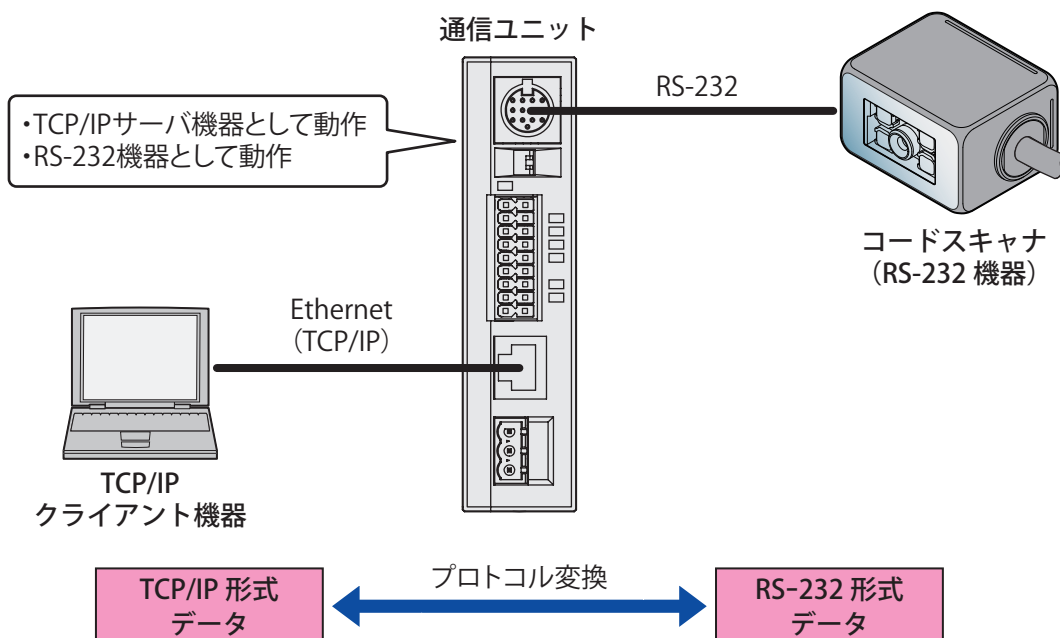 通信ユニット
・TCP/IPサーバ機器として動作
・RS-232機器として動作
RS-232
コードスキャナ
（RS-232 機器）
Ethernet
（TCP/IP）
TCP/IP
クライアント機器
TCP/IP 形式
データ
プロトコル変換
RS-232 形式
データ